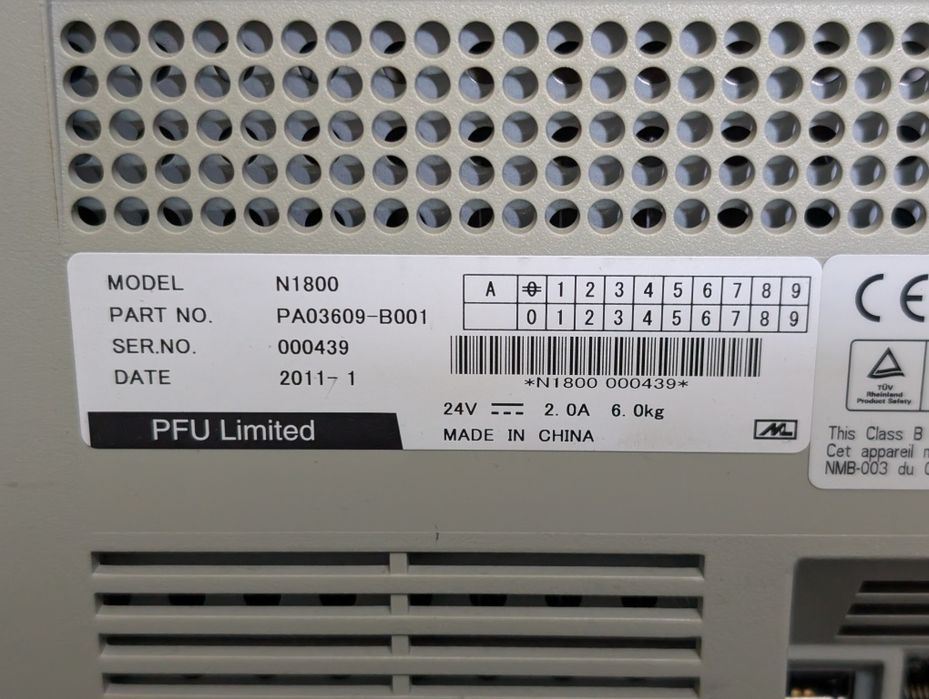 MODEL N1800
PART NO. PA03609-B001
SER.NO. 000439
DATE 2011- 1
PFU Limited
A 0 1 2 3 4 5 6 7 8 9
0 1 2 3 4 5 6 7 8 9
*N1800 000439*
24V 2.0A 6.0kg
MADE IN CHINA
CE
TÜV
Rheinland
Product Safety
This Class B
Cet appareil
NMB-003 du